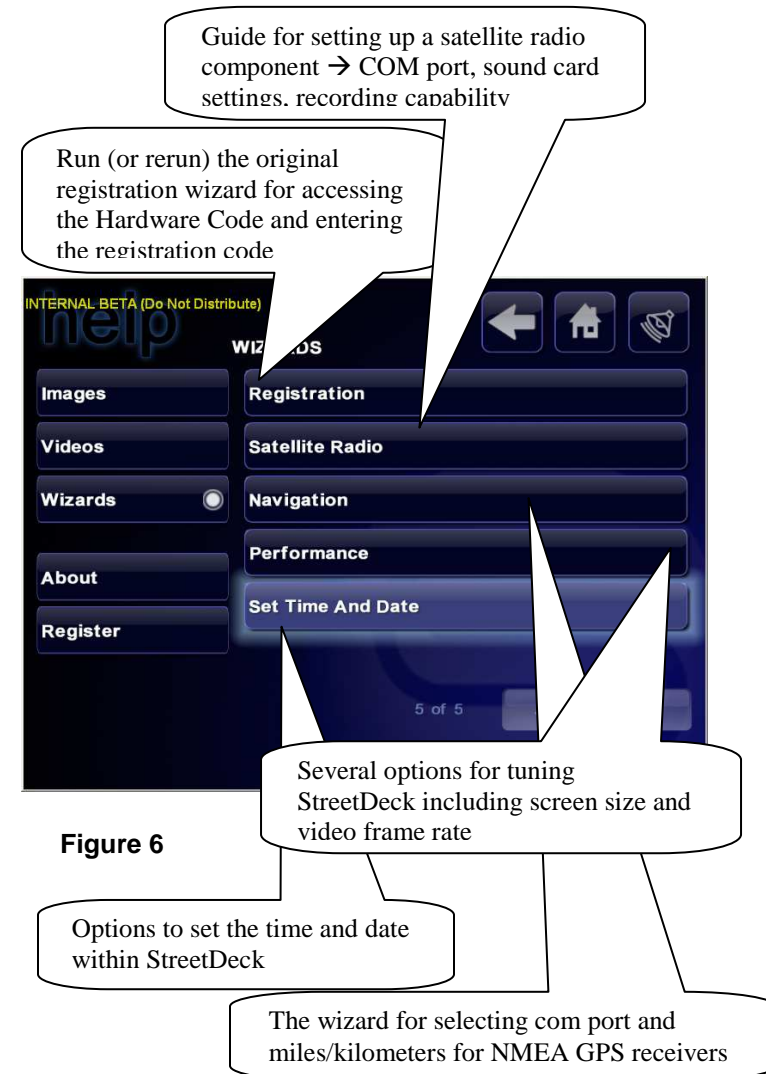 Guide for setting up a satellite radio
component → COM port, sound card
settings, recording capability
Run (or rerun) the original
registration wizard for accessing
the Hardware Code and entering
the registration code
INTERNAL BETA (Do Not Distribute)
help
WIZ DS
Images
Registration
Videos
Satellite Radio
Wizards
Navigation
Performance
About
Set Time And Date
Register
5 of 5
Several options for tuning
StreetDeck including screen size and
video frame rate
Figure 6
Options to set the time and date
within StreetDeck
The wizard for selecting com port and
miles/kilometers for NMEA GPS receivers